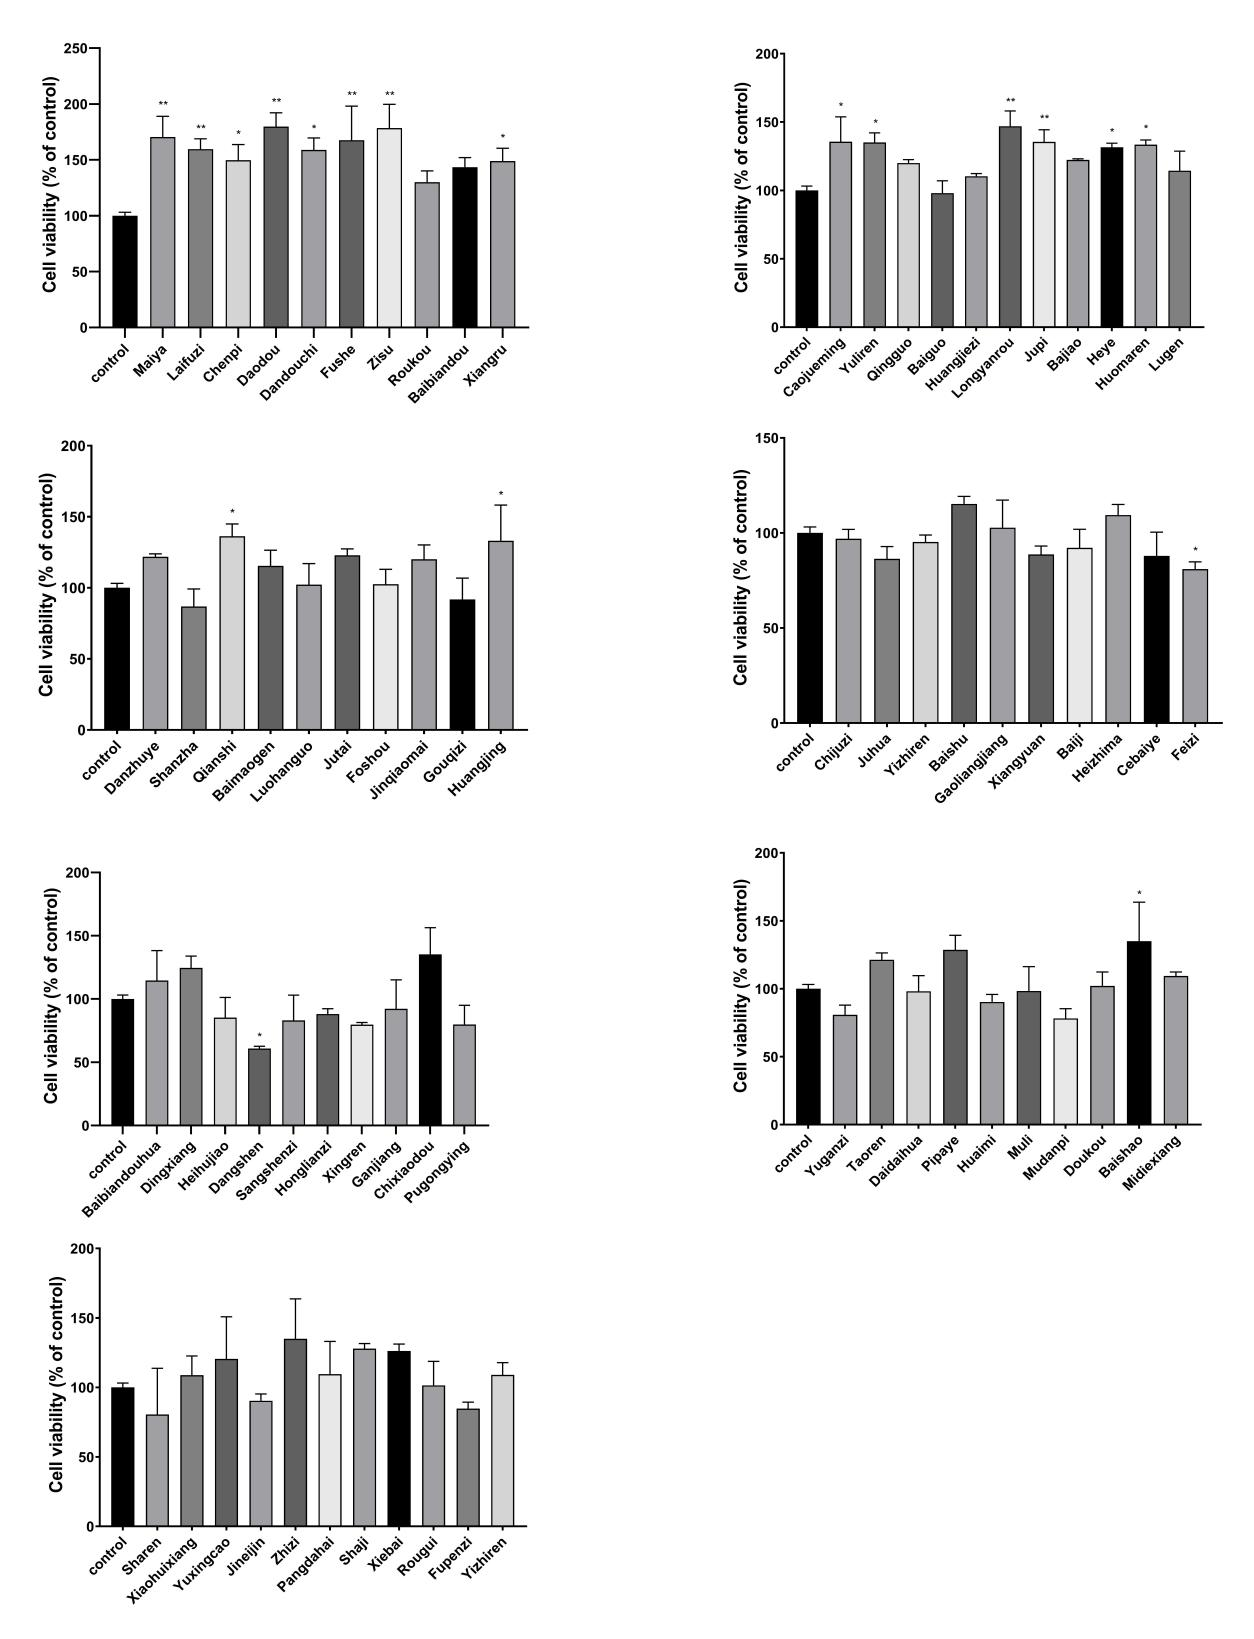 Cell viability (% of control)
250
200
150
100
50
0
** ** * ** * ** ** *
control Maiya Laifuzi Chenpi Daodou Dandouchi Fushe Zisu Roukou Baibiandou Xiangru
Cell viability (% of control)
200
150
100
50
0
* * ** ** * *
control Caojueming Yuliren Qingguo Baiguo Huangjiezi Longyanrou Jupi Bajiao Heye Huomaren Lugen
Cell viability (% of control)
200
150
100
50
0
* *
control Danzhuye Shanzha Qianshi Baimaogen Luohanguo Jutai Foshou Jinqiaomai Gouqizi Huangjing
Cell viability (% of control)
150
100
50
0
*
control Chijuzi Juhua Yizhiren Baishu Gaoliangjiang Xiangyuan Baiji Heizhima Cebaiye Feizi
Cell viability (% of control)
200
150
100
50
0
*
control Baibiandouhua Dingxiang Heihujiao Dangshen Sangshenzi Honglianzi Xingren Ganjiang Chixiaodou Pugongying
Cell viability (% of control)
200
150
100
50
0
*
control Yuganzi Taoren Daidaihua Pipaye Huaimi Muli Mudanpi Doukou Baishao Midiexiang
Cell viability (% of control)
200
150
100
50
0
control Sharen Xiaohuixiang Yuxingcao Jineijin Zhizi Pangdahai Shaji Xiebai Rougui Fupenzi Yizhiren